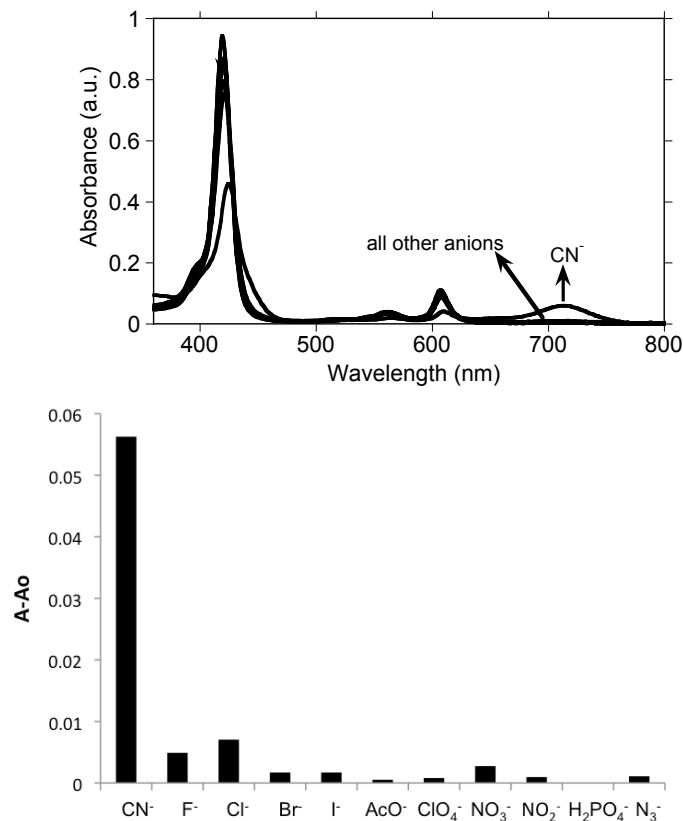 1
0.8
0.6
0.4
0.2
0
Absorbance (a.u.)
all other anions
CN⁻
400 500 600 700 800
Wavelength (nm)
0.06
0.05
0.04
0.03
0.02
0.01
0
A-Ao
CN⁻ F⁻ Cl⁻ Br⁻ I⁻ AcO⁻ ClO₄⁻ NO₃⁻ NO₂⁻ H₂PO₄⁻ N₃⁻